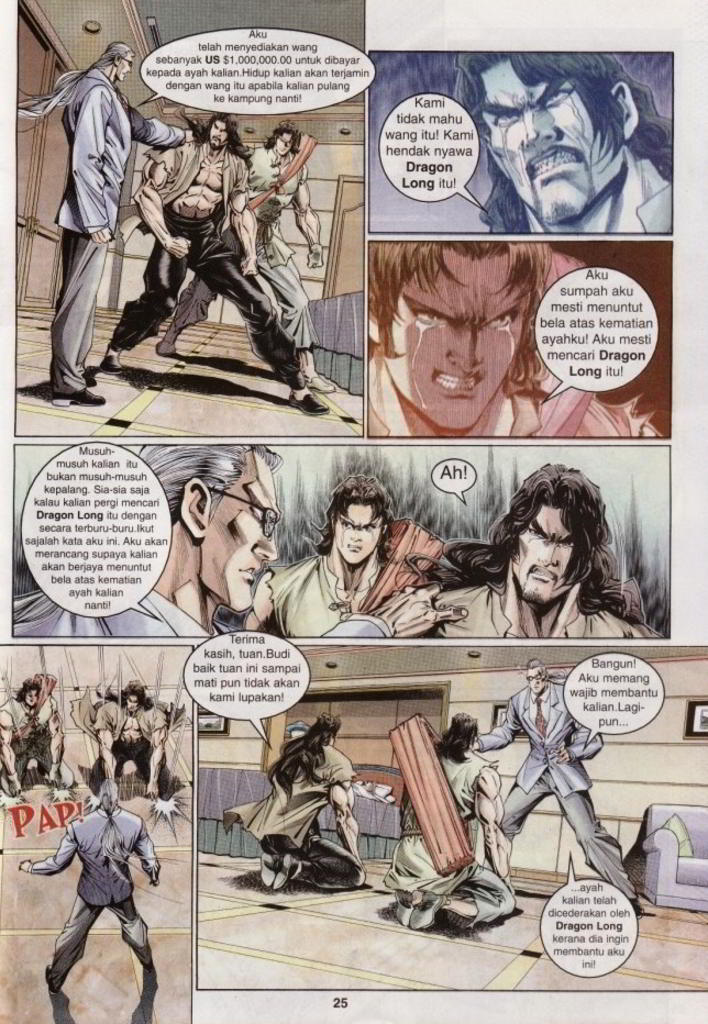 Aku
telah menyediakan wang
sebanyak US $1,000,000.00 untuk dibayar
kepada ayah kalian.Hidup kalian akan terjamin
dengan wang itu apabila kalian pulang
ke kampung nanti!
Kami
tidak mahu
wang itu! Kami
hendak nyawa
Dragon
Long itu!
Aku
sumpah aku
mesti menuntut
bela atas kematian
ayahku! Aku mesti
mencari Dragon
Long itu!
Musuh-
musuh kalian itu
bukan musuh-musuh
kepalang. Sia-sia saja
kalau kalian pergi mencari
Dragon Long itu dengan
secara terburu-buru.Ikut
sajalah kata aku ini. Aku akan
merancang supaya kalian
akan berjaya menuntut
bela atas kematian
ayah kalian
nanti!
Ah!
PAP!
Terima
kasih, tuan.Budi
baik tuan ini sampai
mati pun tidak akan
kami lupakan!
Bangun!
Aku memang
wajib membantu
kalian.Lagi-
pun...
...ayah
kalian telah
dicederakan oleh
Dragon Long
kerana dia ingin
membantu aku
ini!
25